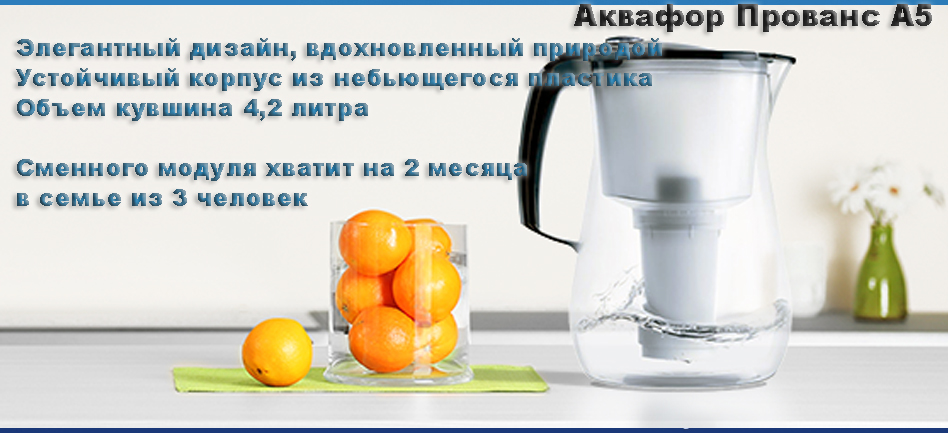 Аквафор Прованс А5
Элегантный дизайн, вдохновленный природой
Устойчивый корпус из небьющегося пластика
Объем кувшина 4,2 литра
Сменного модуля хватит на 2 месяца
в семье из 3 человек